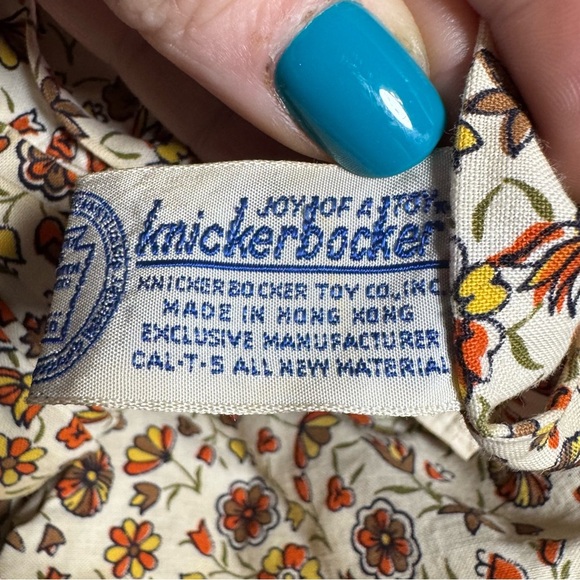 JOY OF A TOY
knickerbocker
KNICKERBOCKER TOY CO., INC.
MADE IN HONG KONG
EXCLUSIVE MANUFACTURER
CAL-T-5 ALL NEW MATERIAL